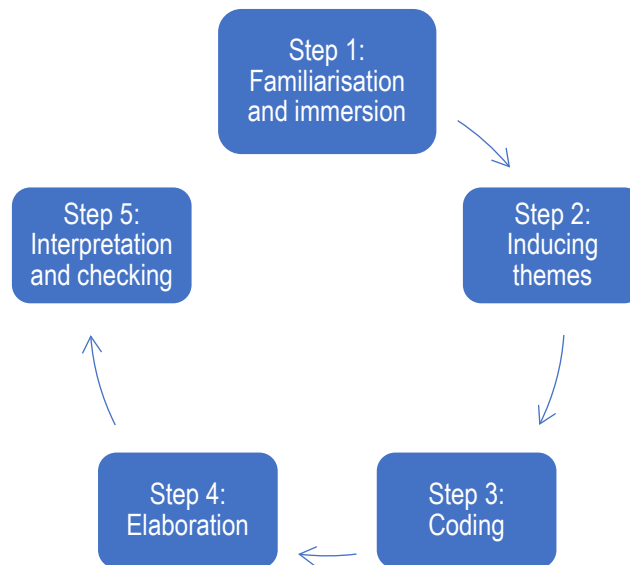 Step 1:
Familiarisation
and immersion
Step 2:
Inducing
themes
Step 3:
Coding
Step 4:
Elaboration
Step 5:
Interpretation
and checking